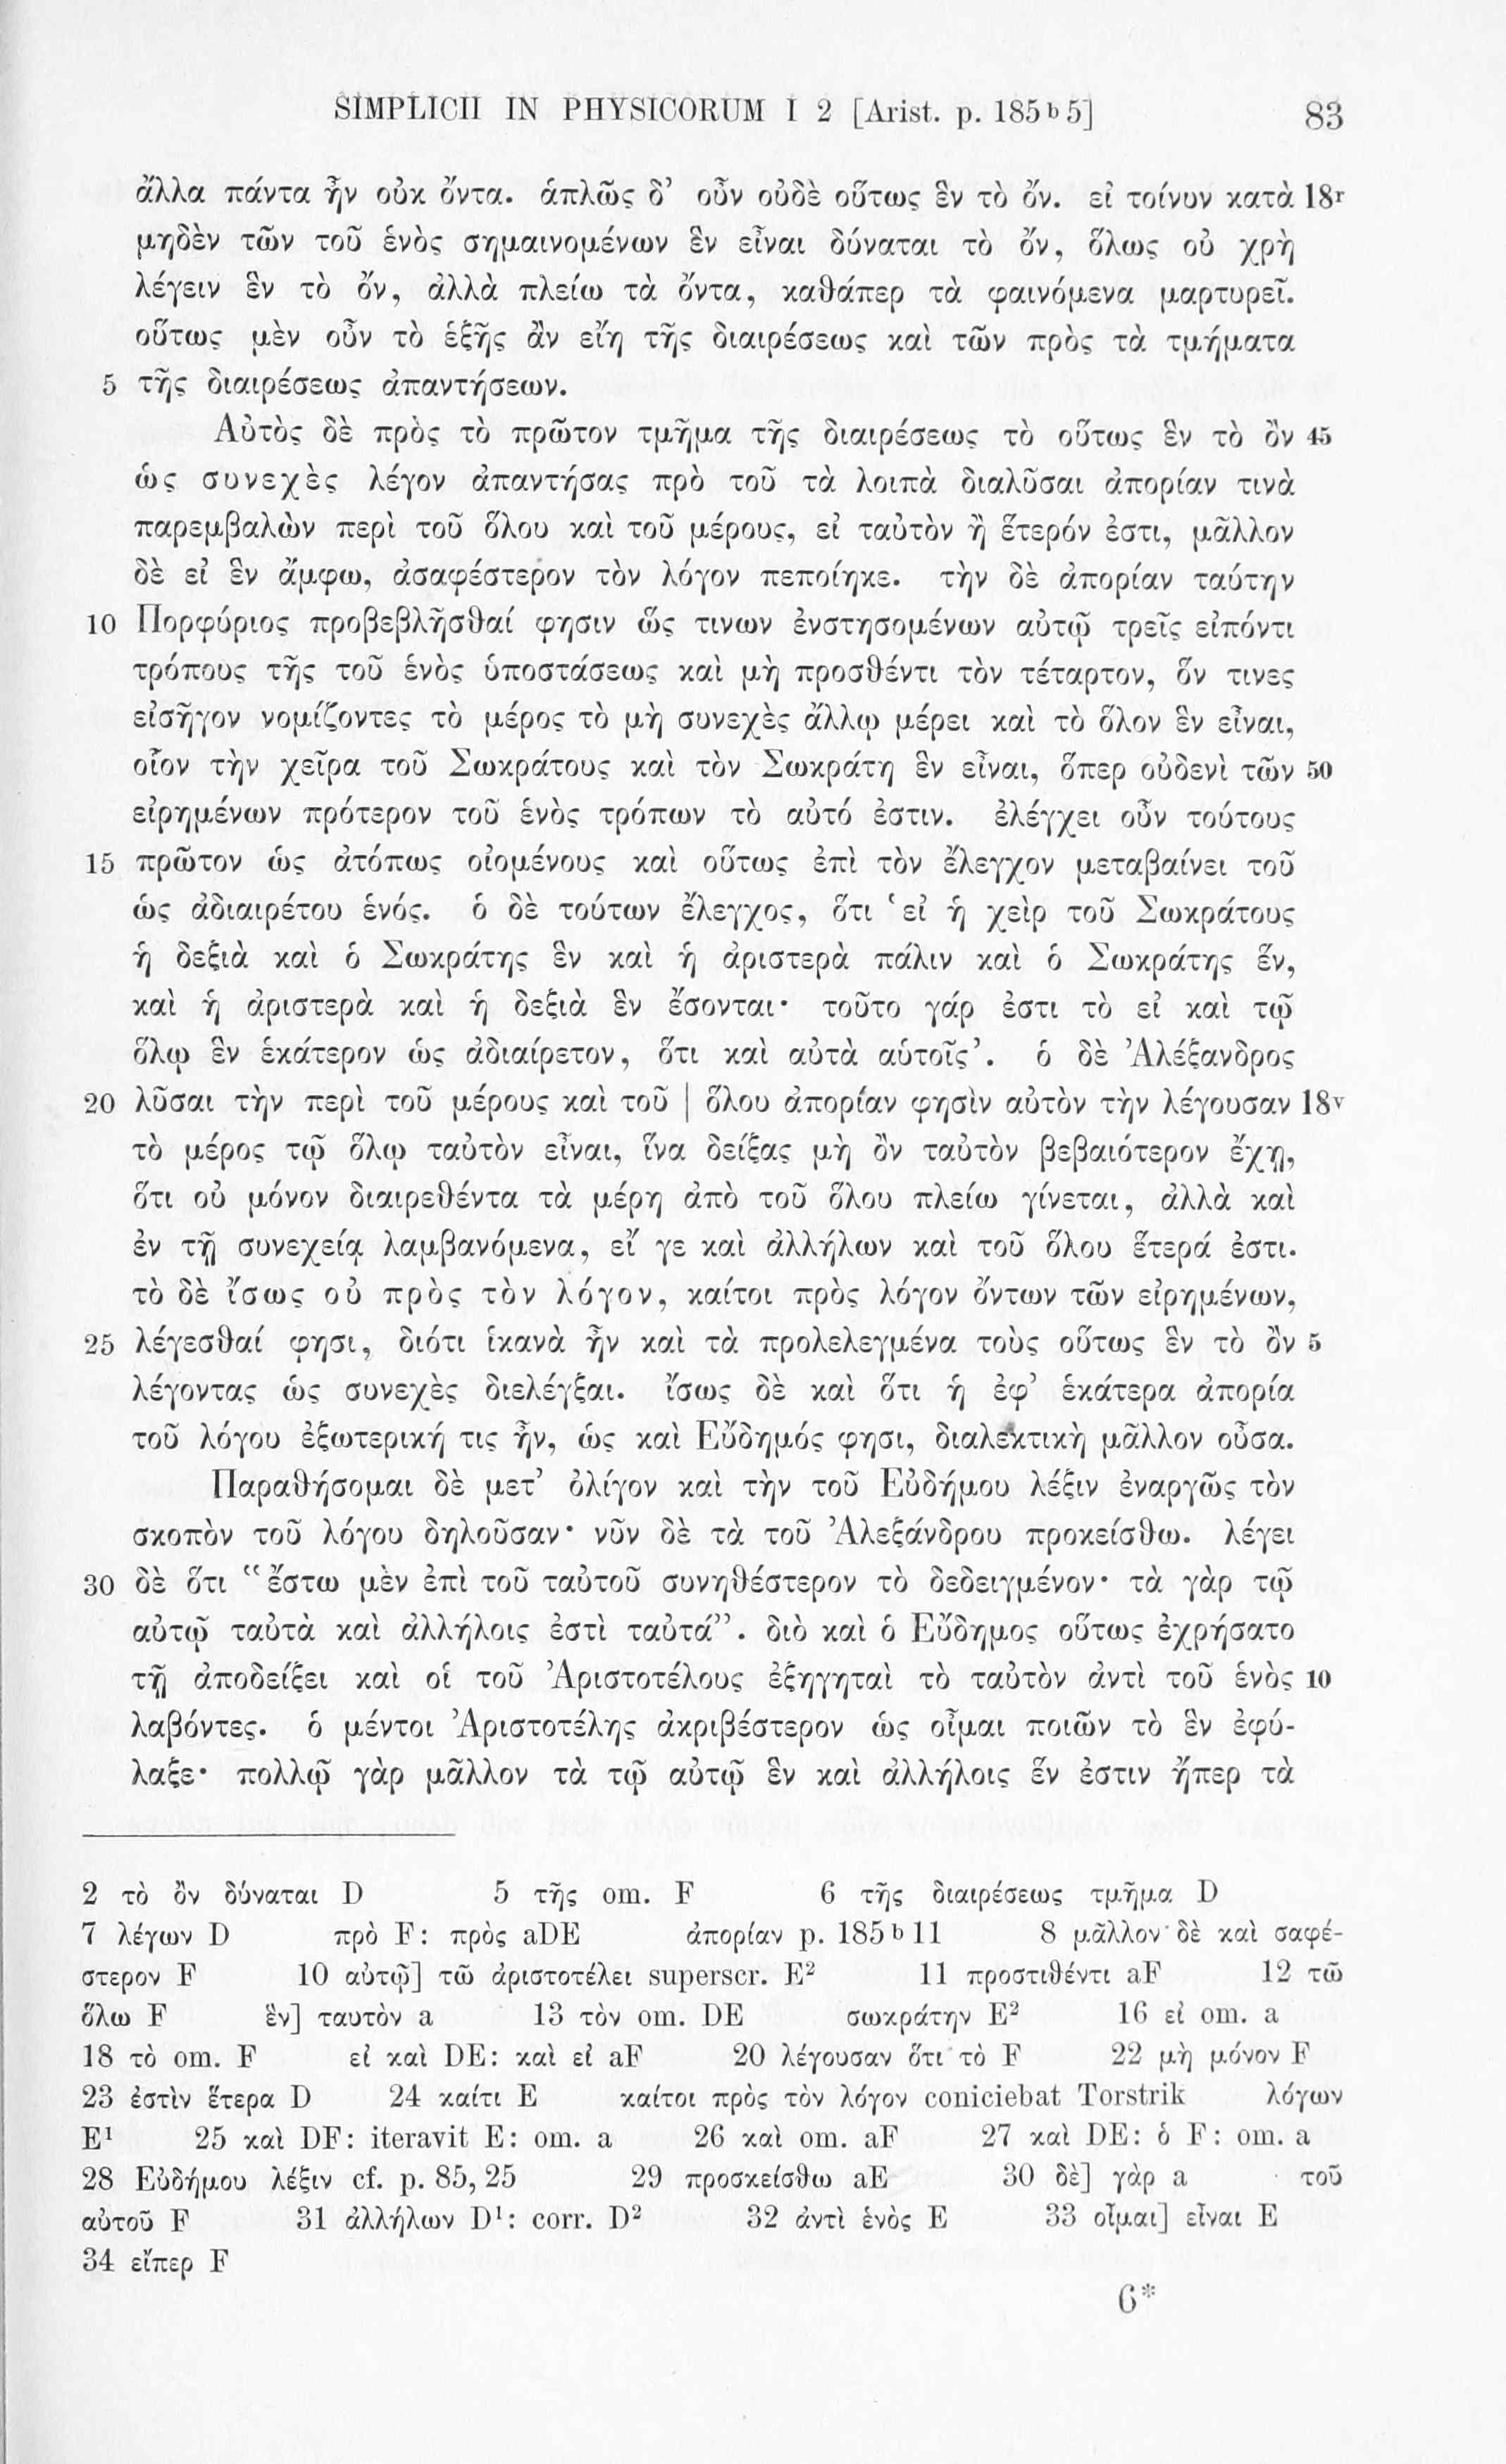 SIMPLICII IN PHYSICORUM I 2 [Arist. p. 185ᵇ5] 83
ἄλλα πάντα ἦν οὐκ ὄντα. ἁπλῶς δ’ οὖν οὐδὲ οὕτως ἓν τὸ ὄν. εἰ τοίνυν κατὰ 18ʳ
μηδὲν τῶν τοῦ ἑνὸς σημαινομένων ἓν εἶναι δύναται τὸ ὄν, ὅλως οὐ χρὴ
λέγειν ἓν τὸ ὄν, ἀλλὰ πλείω τὰ ὄντα, καθάπερ τὰ φαινόμενα μαρτυρεῖ.
οὕτως μὲν οὖν τὸ ἑξῆς ἂν εἴη τῆς διαιρέσεως καὶ τῶν πρὸς τὰ τμήματα
5 τῆς διαιρέσεως ἀπαντήσεων.
Αὐτὸς δὲ πρὸς τὸ πρῶτον τμῆμα τῆς διαιρέσεως τὸ οὕτως ἓν τὸ ὂν 45
ὡς συνεχὲς λέγον ἀπαντήσας πρὸ τοῦ τὰ λοιπὰ διαλῦσαι ἀπορίαν τινὰ
παρεμβαλὼν περὶ τοῦ ὅλου καὶ τοῦ μέρους, εἰ ταὐτὸν ἢ ἕτερόν ἐστι, μᾶλλον
δὲ εἰ ἓν ἄμφω, ἀσαφέστερον τὸν λόγον πεποίηκε. τὴν δὲ ἀπορίαν ταύτην
10 Πορφύριος προβεβλῆσθαί φησιν ὥς τινων ἐνστησομένων αὐτῷ τρεῖς εἰπόντι
τρόπους τῆς τοῦ ἑνὸς ὑποστάσεως καὶ μὴ προσθέντι τὸν τέταρτον, ὅν τινες
εἰσῆγον νομίζοντες τὸ μέρος τὸ μὴ συνεχὲς ἄλλῳ μέρει καὶ τὸ ὅλον ἓν εἶναι,
οἷον τὴν χεῖρα τοῦ Σωκράτους καὶ τὸν Σωκράτη ἓν εἶναι, ὅπερ οὐδενὶ τῶν 50
εἰρημένων πρότερον τοῦ ἑνὸς τρόπων τὸ αὐτό ἐστιν. ἐλέγχει οὖν τούτους
15 πρῶτον ὡς ἀτόπως οἰομένους καὶ οὕτως ἐπὶ τὸν ἔλεγχον μεταβαίνει τοῦ
ὡς ἀδιαιρέτου ἑνός. ὁ δὲ τούτων ἔλεγχος, ὅτι ‘εἰ ἡ χεὶρ τοῦ Σωκράτους
ἡ δεξιὰ καὶ ὁ Σωκράτης ἓν καὶ ἡ ἀριστερὰ πάλιν καὶ ὁ Σωκράτης ἕν,
καὶ ἡ ἀριστερὰ καὶ ἡ δεξιὰ ἓν ἔσονται· τοῦτο γάρ ἐστι τὸ εἰ καὶ τῷ
ὅλῳ ἓν ἑκάτερον ὡς ἀδιαίρετον, ὅτι καὶ αὐτὰ αὑτοῖς’. ὁ δὲ Ἀλέξανδρος
20 λῦσαι τὴν περὶ τοῦ μέρους καὶ τοῦ | ὅλου ἀπορίαν φησὶν αὐτὸν τὴν λέγουσαν 18ᵛ
τὸ μέρος τῷ ὅλῳ ταὐτὸν εἶναι, ἵνα δείξας μὴ ὂν ταὐτὸν βεβαιότερον ἔχῃ,
ὅτι οὐ μόνον διαιρεθέντα τὰ μέρη ἀπὸ τοῦ ὅλου πλείω γίνεται, ἀλλὰ καὶ
ἐν τῇ συνεχείᾳ λαμβανόμενα, εἴ γε καὶ ἀλλήλων καὶ τοῦ ὅλου ἕτερά ἐστι.
τὸ δὲ ἴσως οὐ πρὸς τὸν λόγον, καίτοι πρὸς λόγον ὄντων τῶν εἰρημένων,
25 λέγεσθαί φησι, διότι ἱκανὰ ἦν καὶ τὰ προλελεγμένα τοὺς οὕτως ἓν τὸ ὂν 5
λέγοντας ὡς συνεχὲς διελέγξαι. ἴσως δὲ καὶ ὅτι ἡ ἐφ’ ἑκάτερα ἀπορία
τοῦ λόγου ἐξωτερική τις ἦν, ὡς καὶ Εὔδημός φησι, διαλεκτικὴ μᾶλλον οὖσα.
Παραθήσομαι δὲ μετ’ ὀλίγον καὶ τὴν τοῦ Εὐδήμου λέξιν ἐναργῶς τὸν
σκοπὸν τοῦ λόγου δηλοῦσαν· νῦν δὲ τὰ τοῦ Ἀλεξάνδρου προκείσθω. λέγει
30 δὲ ὅτι “ἔστω μὲν ἐπὶ τοῦ ταὐτοῦ συνηθέστερον τὸ δεδειγμένον· τὰ γὰρ τῷ
αὐτῷ ταὐτὰ καὶ ἀλλήλοις ἐστὶ ταὐτά”. διὸ καὶ ὁ Εὔδημος οὕτως ἐχρήσατο
τῇ ἀποδείξει καὶ οἱ τοῦ Ἀριστοτέλους ἐξηγηταὶ τὸ ταὐτὸν ἀντὶ τοῦ ἑνὸς 10
λαβόντες. ὁ μέντοι Ἀριστοτέλης ἀκριβέστερον ὡς οἶμαι ποιῶν τὸ ἓν ἐφύ-
λαξε· πολλῷ γὰρ μᾶλλον τὰ τῷ αὐτῷ ἓν καὶ ἀλλήλοις ἕν ἐστιν ἤπερ τὰ
2 τὸ ὂν δύναται D 5 τῆς om. F 6 τῆς διαιρέσεως τμῆμα D
7 λέγων D πρὸ F: πρὸς aDE ἀπορίαν p. 185ᵇ11 8 μᾶλλον δὲ καὶ σαφέ-
στερον F 10 αὐτῷ] τῶ ἀριστοτέλει superscr. E² 11 προστιθέντι aF 12 τῶ
ὅλω F ἓν] ταυτὸν a 13 τὸν om. DE σωκράτην E² 16 εἰ om. a
18 τὸ om. F εἰ καὶ DE: καὶ εἰ aF 20 λέγουσαν ὅτι τὸ F 22 μὴ μόνον F
23 ἐστὶν ἕτερα D 24 καίτι E καίτοι πρὸς τὸν λόγον coniciebat Torstrik λόγων
E¹ 25 καὶ DF: iteravit E: om. a 26 καὶ om. aF 27 καὶ DE: ὁ F: om. a
28 Εὐδήμου λέξιν cf. p. 85, 25 29 προσκείσθω aE 30 δὲ] γὰρ a τοῦ
αὐτοῦ F 31 ἀλλήλων D¹: corr. D² 32 ἀντὶ ἑνὸς E 33 οἶμαι] εἶναι E
34 εἴπερ F
6*